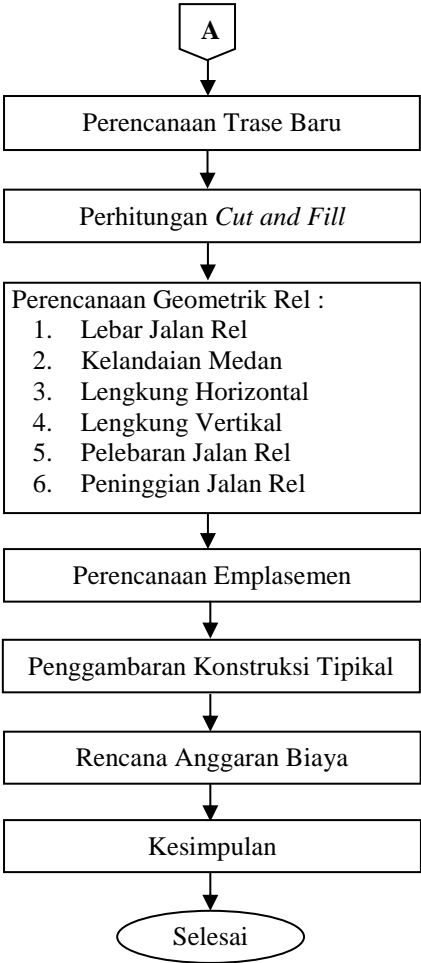 A
Perencanaan Trase Baru
Perhitungan Cut and Fill
Perencanaan Geometrik Rel :
1. Lebar Jalan Rel
2. Kelandaian Medan
3. Lengkung Horizontal
4. Lengkung Vertikal
5. Pelebaran Jalan Rel
6. Peninggian Jalan Rel
Perencanaan Emplasemen
Penggambaran Konstruksi Tipikal
Rencana Anggaran Biaya
Kesimpulan
Selesai